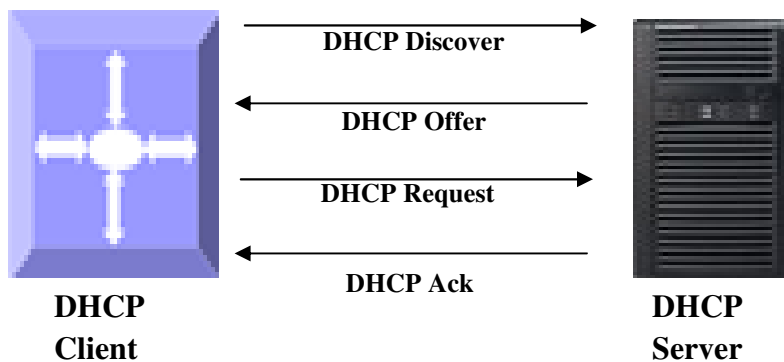 DHCP Discover
DHCP Offer
DHCP Request
DHCP Ack
DHCP
Client
DHCP
Server